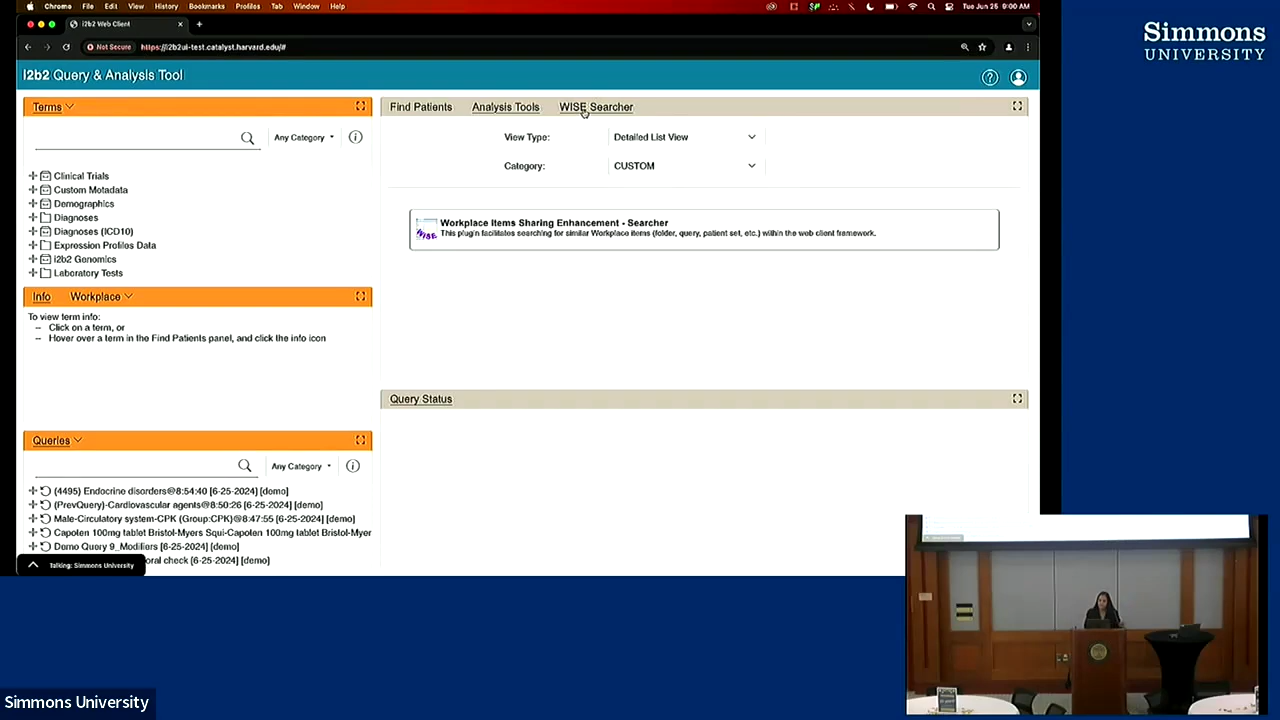 Chrome File Edit View History Bookmarks Profiles Tab Window Help
Tue Jun 25 9:00 AM
i2b2 Web Client
Not Secure https://i2b2ui-test.catalyst.harvard.edu/#
Simmons
UNIVERSITY
i2b2 Query & Analysis Tool
Terms
Any Category
Clinical Trials
Custom Metadata
Demographics
Diagnoses
Diagnoses (ICD10)
Expression Profiles Data
i2b2 Genomics
Laboratory Tests
Find Patients Analysis Tools WISE Searcher
View Type: Detailed List View
Category: CUSTOM
WISE
Workplace Items Sharing Enhancement - Searcher
This plugin facilitates searching for similar Workplace items (folder, query, patient set, etc.) within the web client framework.
Info Workplace
To view term info:
-- Click on a term, or
-- Hover over a term in the Find Patients panel, and click the info icon
Query Status
Queries
Any Category
(4495) Endocrine disorders@8:54:40 [6-25-2024] [demo]
(PrevQuery)-Cardiovascular agents@8:50:26 [6-25-2024] [demo]
Male-Circulatory system-CPK (Group:CPK)@8:47:55 [6-25-2024] [demo]
Capoten 100mg tablet Bristol-Myers Squi-Capoten 100mg tablet Bristol-Myer
Demo Query 9_Modifiers [6-25-2024] [demo]
oral check [6-25-2024] [demo]
Talking: Simmons University
Simmons University